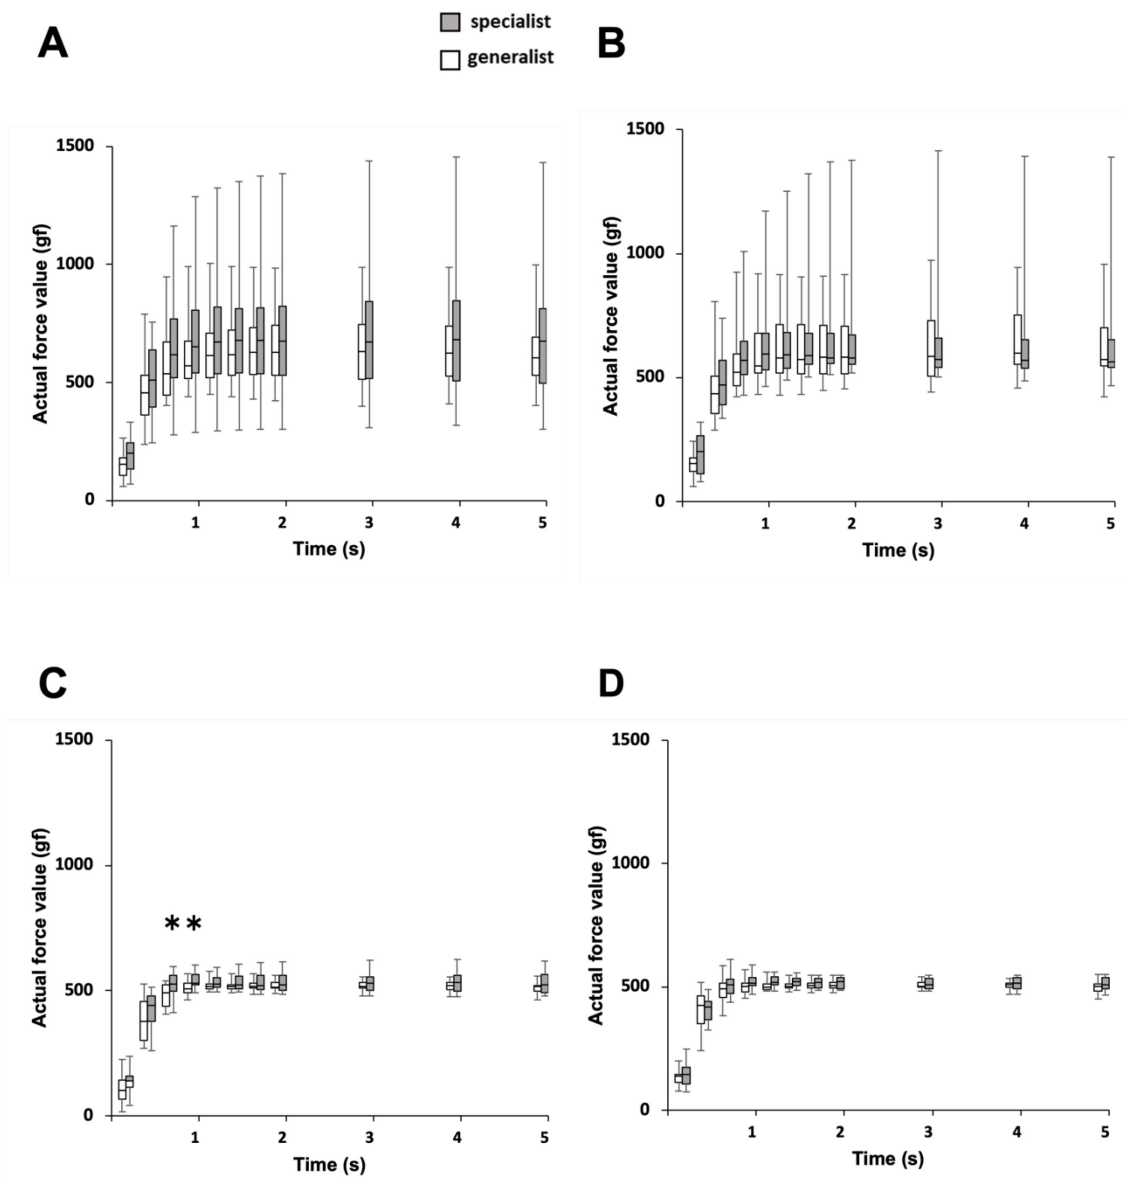 specialist
generalist
A
1500
1000
500
0
Actual force value (gf)
1 2 3 4 5
Time (s)
B
1500
1000
500
0
Actual force value (gf)
1 2 3 4 5
Time (s)
C
1500
1000
500
0
Actual force value (gf)
* *
1 2 3 4 5
Time (s)
D
1500
1000
500
0
Actual force value (gf)
1 2 3 4 5
Time (s)